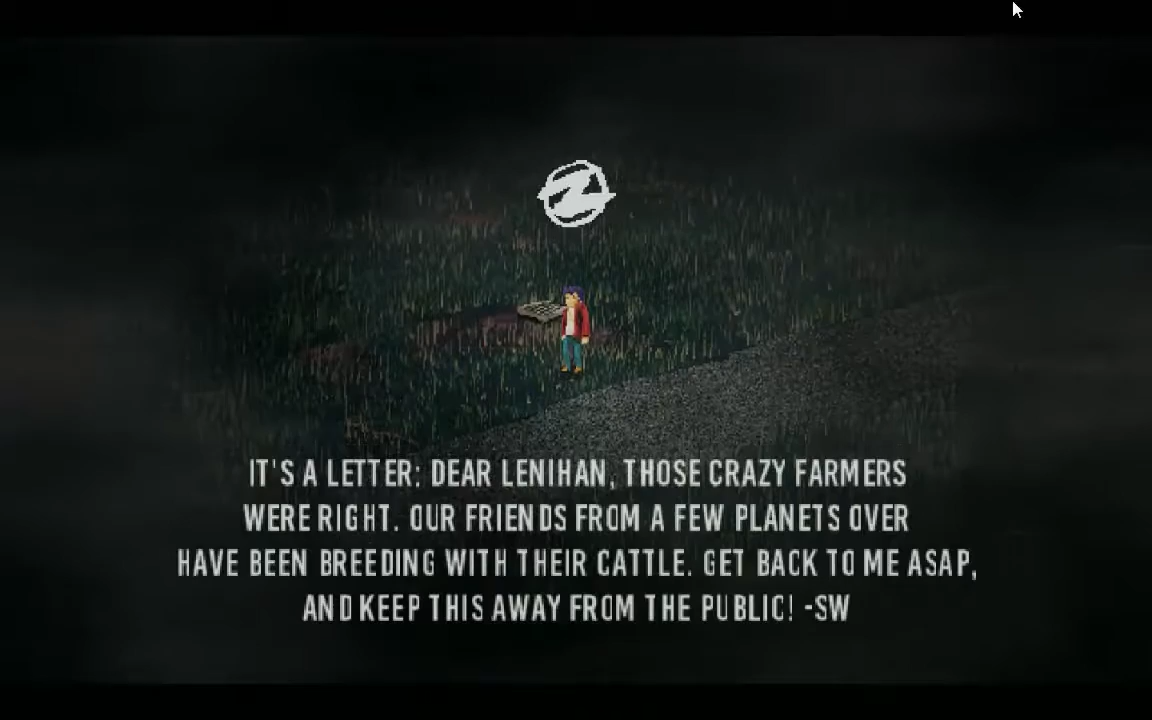 IT'S A LETTER: DEAR LENIHAN, THOSE CRAZY FARMERS
WERE RIGHT. OUR FRIENDS FROM A FEW PLANETS OVER
HAVE BEEN BREEDING WITH THEIR CATTLE. GET BACK TO ME ASAP,
AND KEEP THIS AWAY FROM THE PUBLIC! -SW